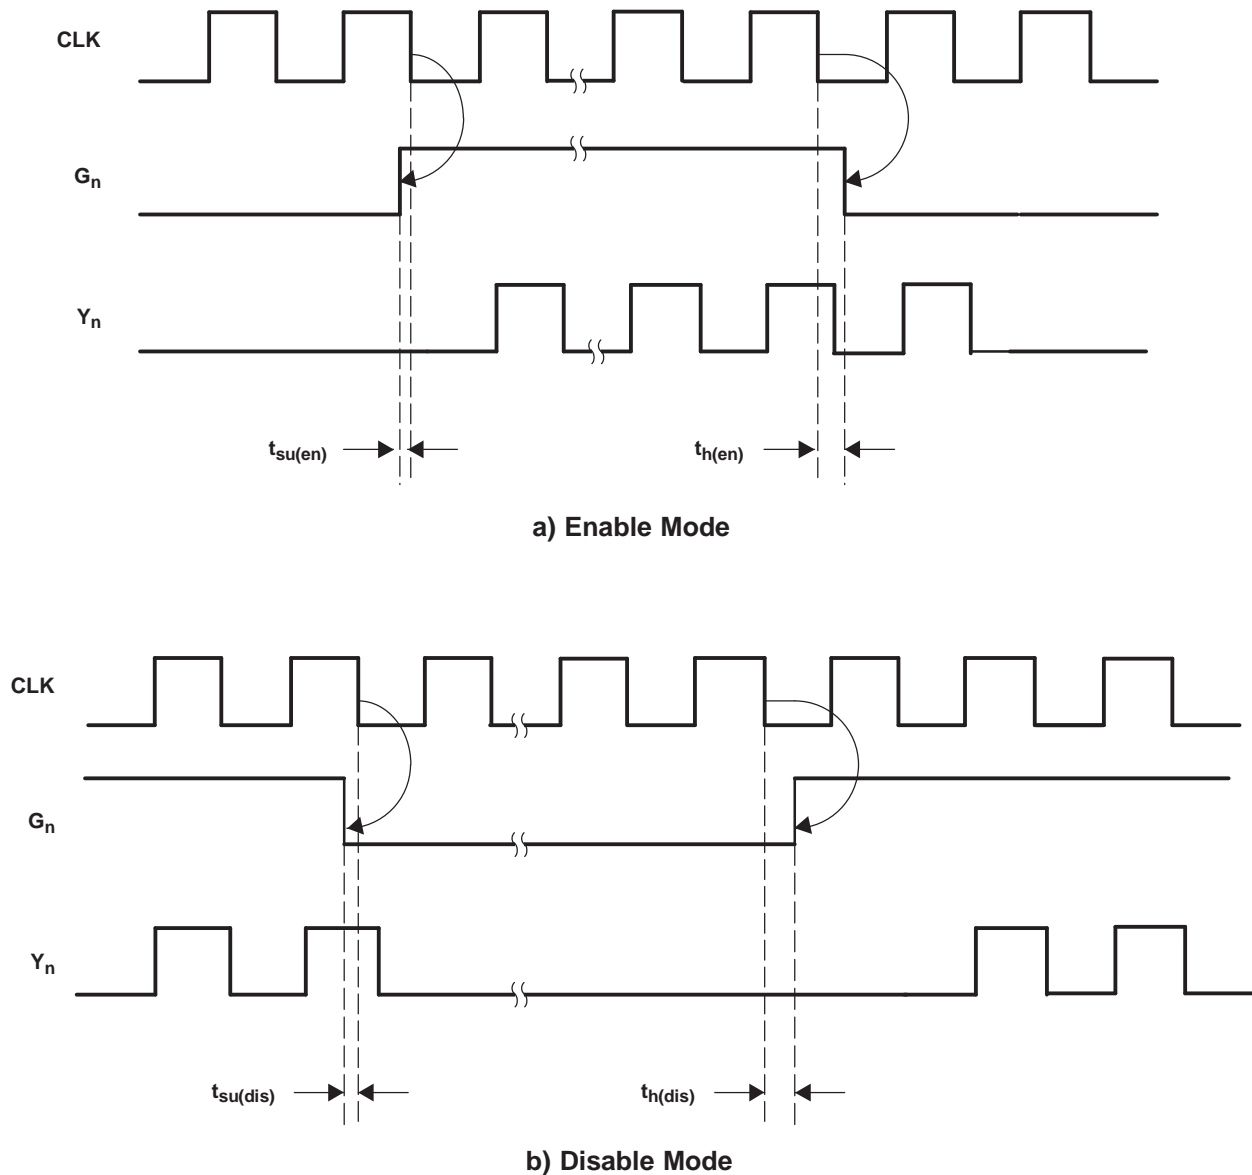 CLK
Gn
Yn
tsu(en)
th(en)
a) Enable Mode
CLK
Gn
Yn
tsu(dis)
th(dis)
b) Disable Mode